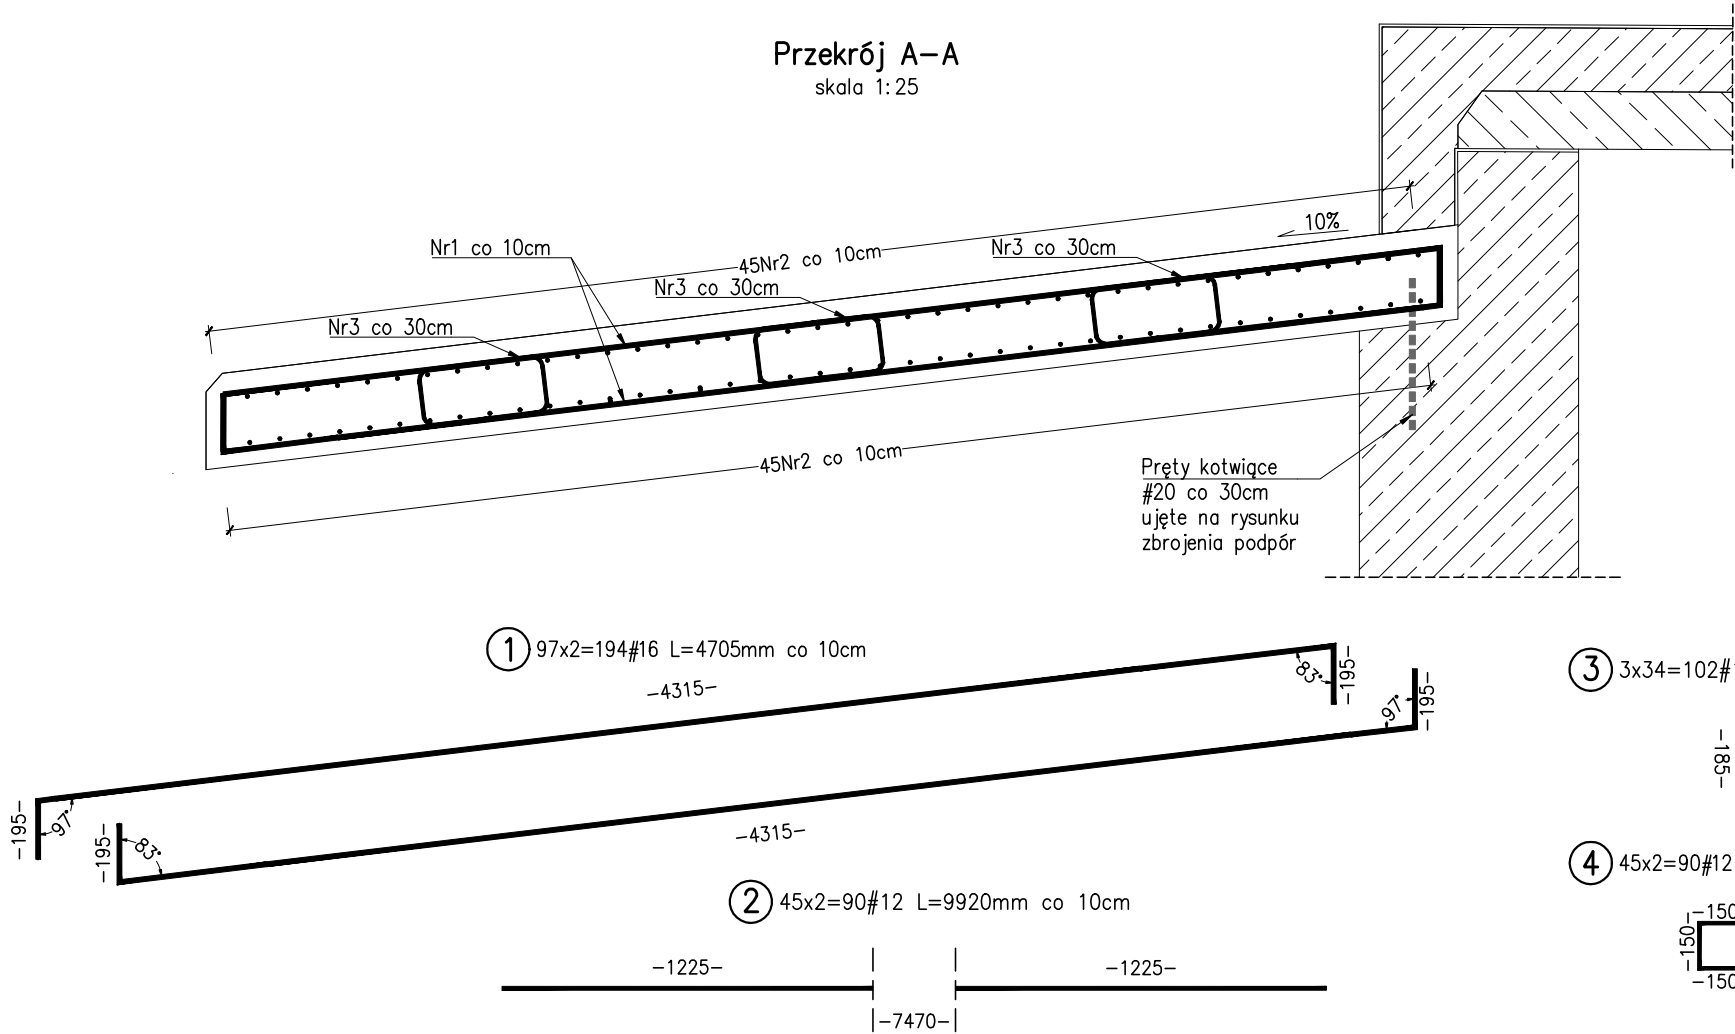 Przekrój A-A
skala 1:25
10%
Nr1 co 10cm
45Nr2 co 10cm
Nr3 co 30cm
Nr3 co 30cm
Nr3 co 30cm
45Nr2 co 10cm
Pręty kotwiące
#20 co 30cm
ujęte na rysunku
zbrojenia podpór
1 97x2=194#16 L=4705mm co 10cm
-4315-
83°
-195-
97°
-195-
-195-
97°
-195-
83°
-4315-
2 45x2=90#12 L=9920mm co 10cm
-1225-
-1225-
-7470-
3 3x34=102#
-185-
4 45x2=90#12
-150
-150-
-150